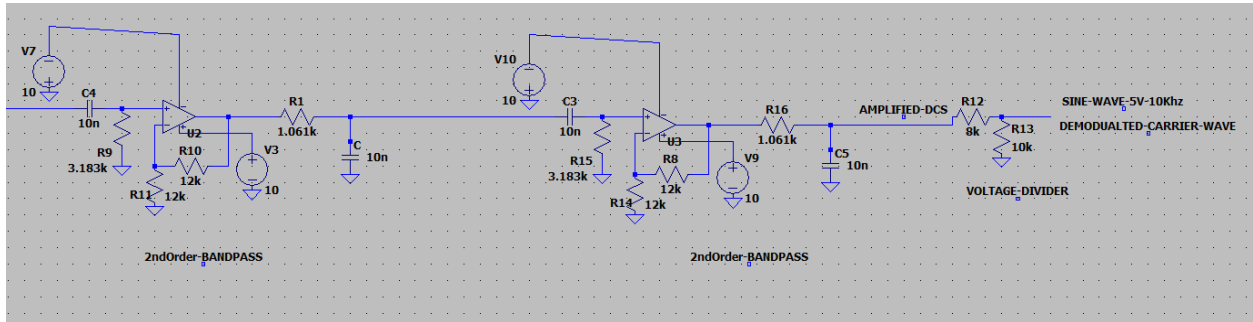 V7
10
C4
10n
R9
3.183k
U2
R10
12k
R11
12k
V3
10
R1
1.061k
C
10n
2ndOrder-BANDPASS
V10
10
C3
10n
R15
3.183k
U3
R8
12k
R14
12k
V9
10
R16
1.061k
C5
10n
2ndOrder-BANDPASS
AMPLIFIED-DCS
R12
8k
R13
10k
SINE-WAVE-5V-10Khz
DEMODUALTED-CARRIER-WAVE
VOLTAGE-DIVIDER